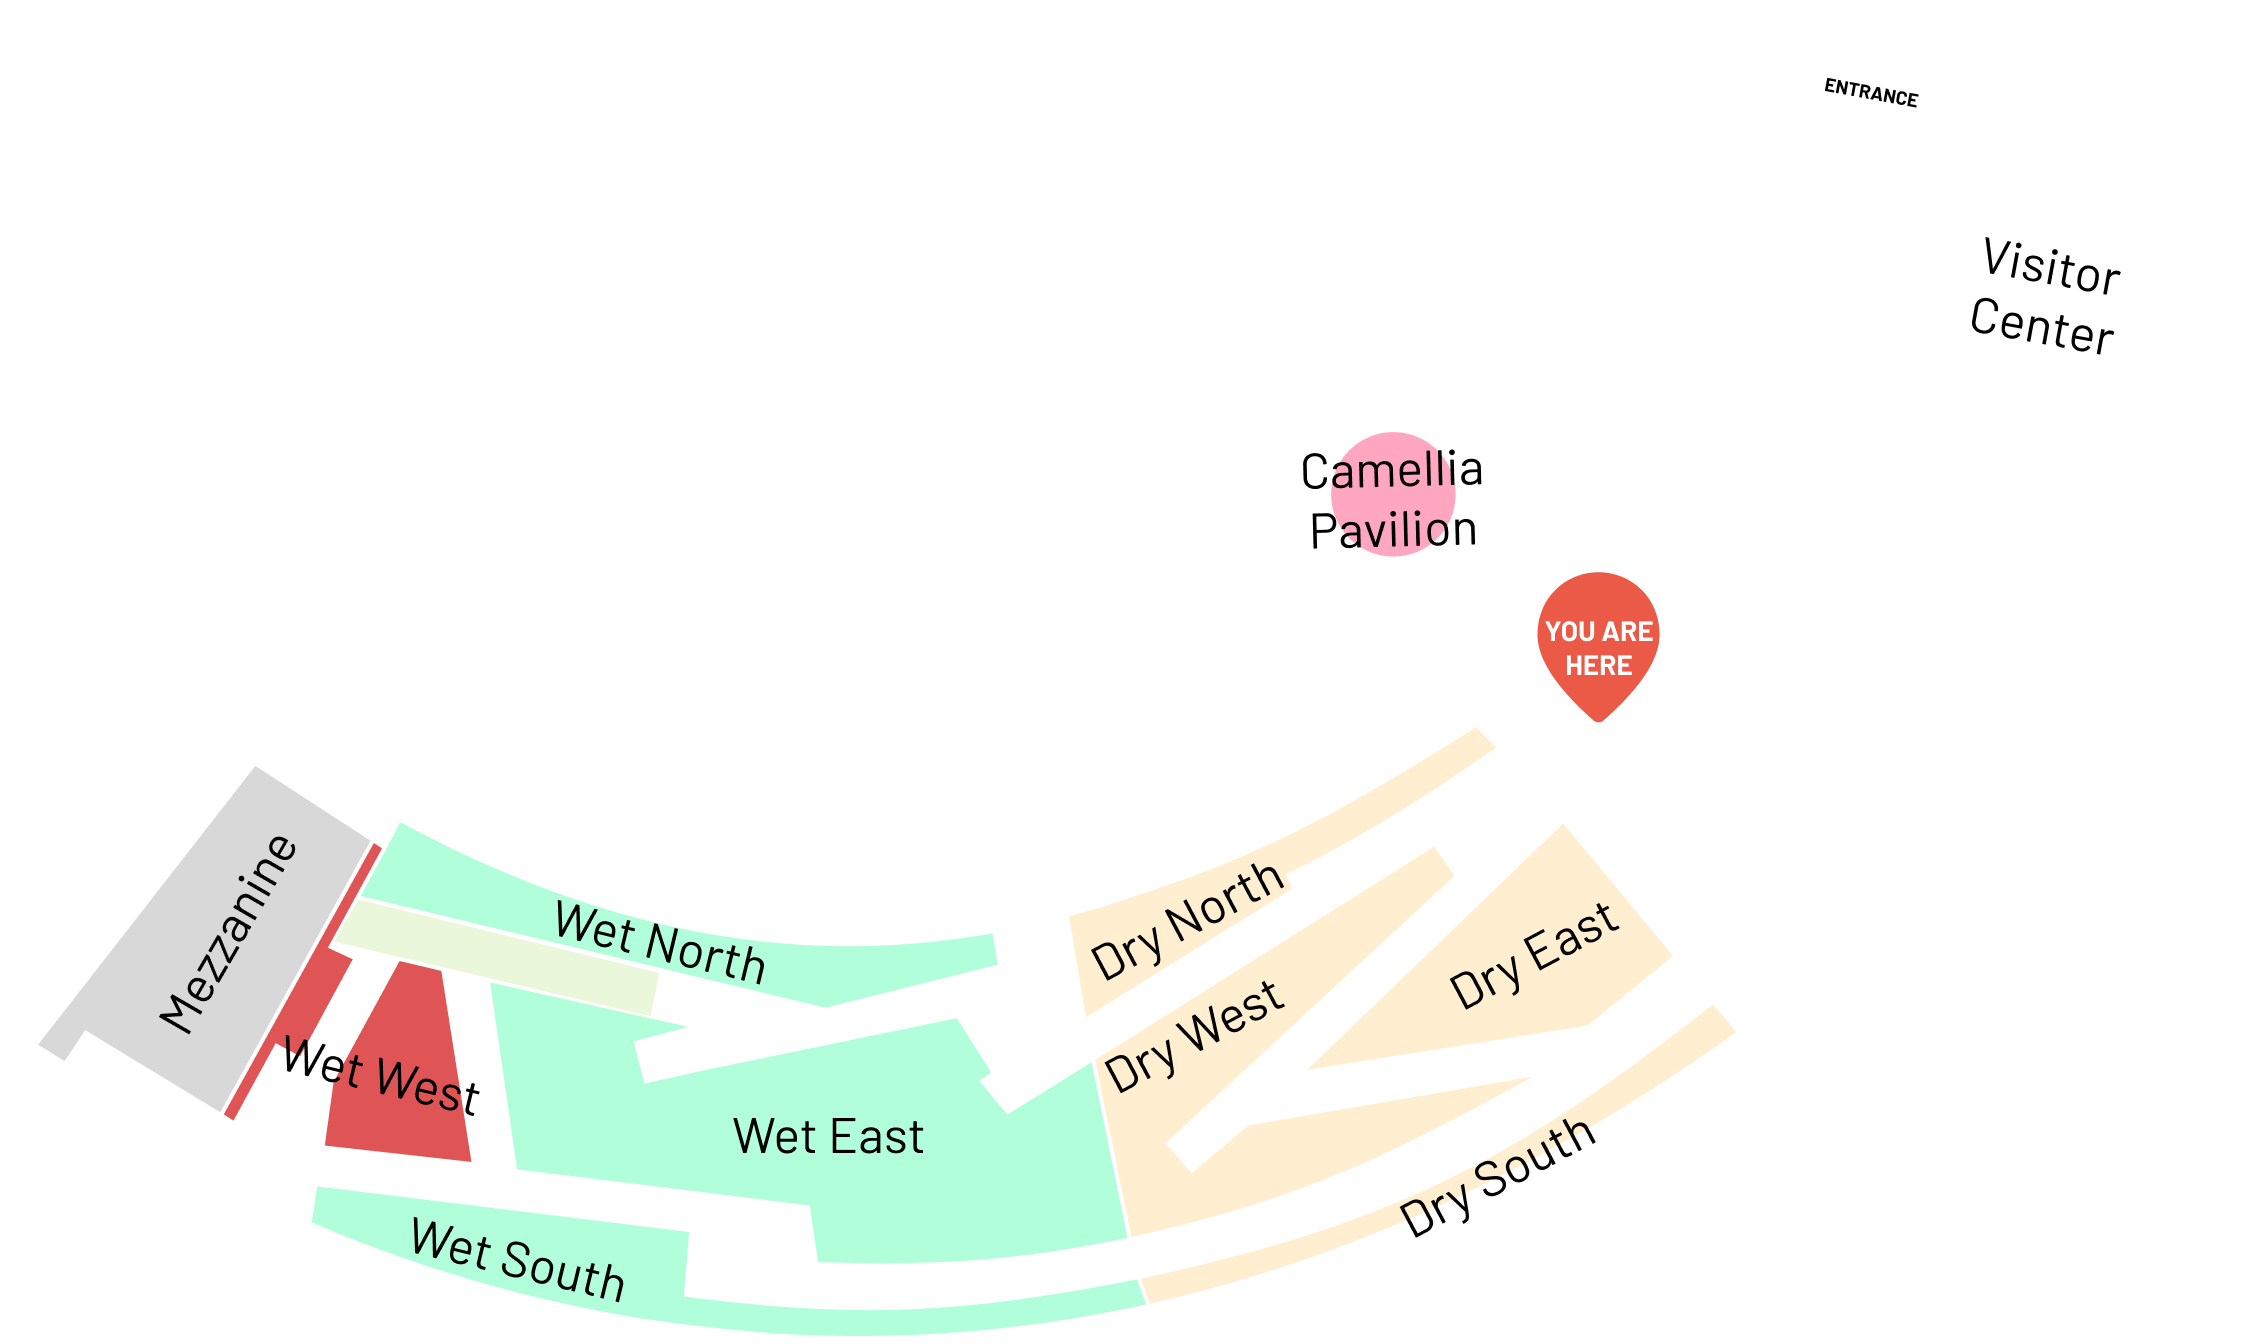 ENTRANCE
Visitor
Center
Camellia
Pavilion
YOU ARE
HERE
Mezzanine
Wet North
Wet West
Wet East
Wet South
Dry North
Dry West
Dry East
Dry South